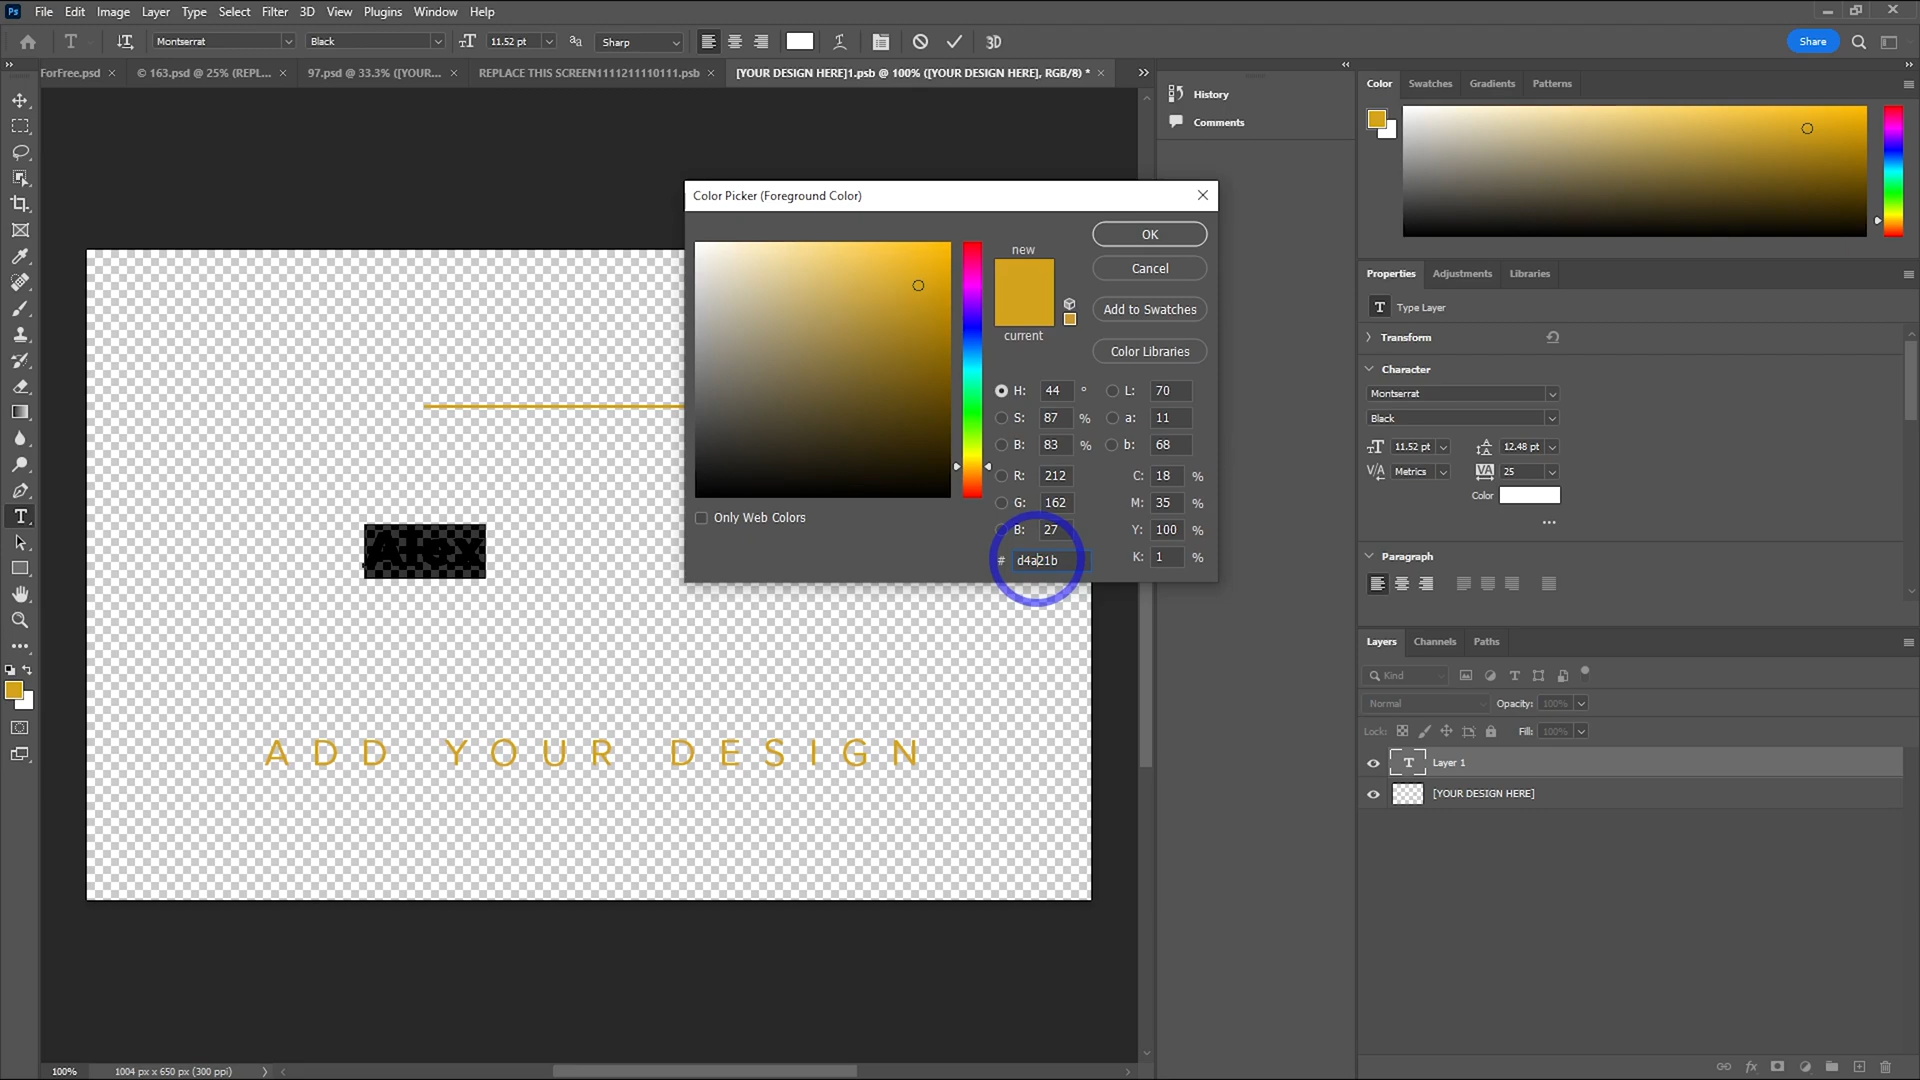 Ps File Edit Image Layer Type Select Filter 3D View Plugins Window Help
T Montserrat Black 11.52 pt aa Sharp 3D Share
ForFree.psd × © 163.psd @ 25% (REPL... × 97.psd @ 33.3% ([YOUR... × REPLACE THIS SCREEN1111211110111.psb × [YOUR DESIGN HERE]1.psb @ 100% ([YOUR DESIGN HERE], RGB/8) * ×
History
Comments
Color Swatches Gradients Patterns
Color Picker (Foreground Color)
new
current
OK
Cancel
Add to Swatches
Color Libraries
H: 44 ° L: 70
S: 87 % a: 11
B: 83 % b: 68
R: 212 C: 18 %
G: 162 M: 35 %
B: 27 Y: 100 %
# d4a21b K: 1 %
Only Web Colors
Alex
ADD YOUR DESIGN
Properties Adjustments Libraries
T Type Layer
Transform
Character
Montserrat
Black
11.52 pt 12.48 pt
Metrics 25
Color
Paragraph
Layers Channels Paths
Kind
Normal Opacity: 100%
Lock: Fill: 100%
T Layer 1
[YOUR DESIGN HERE]
100% 1004 px x 650 px (300 ppi)